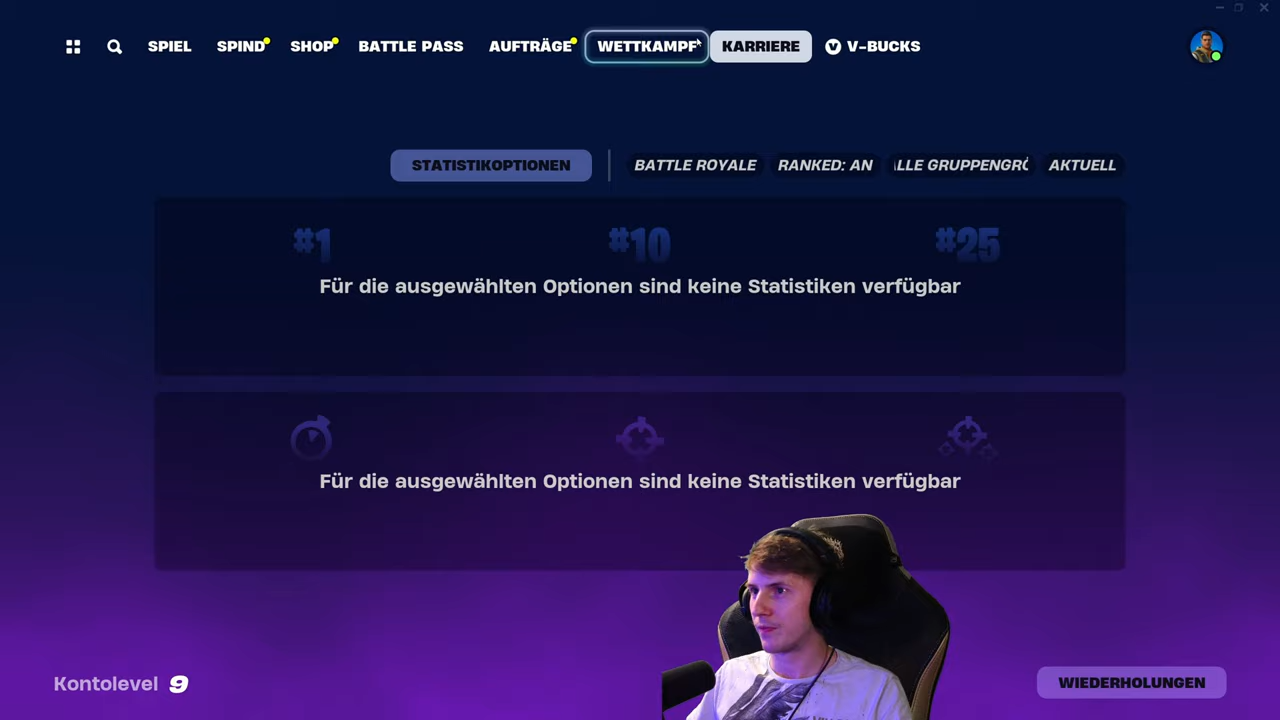 SPIEL SPIND SHOP BATTLE PASS AUFTRÄGE WETTKAMPF KARRIERE V V-BUCKS
STATISTIKOPTIONEN BATTLE ROYALE RANKED: AN LLE GRUPPENGRÖ AKTUELL
#1 #10 #25
Für die ausgewählten Optionen sind keine Statistiken verfügbar
Für die ausgewählten Optionen sind keine Statistiken verfügbar
Kontolevel 9 WIEDERHOLUNGEN